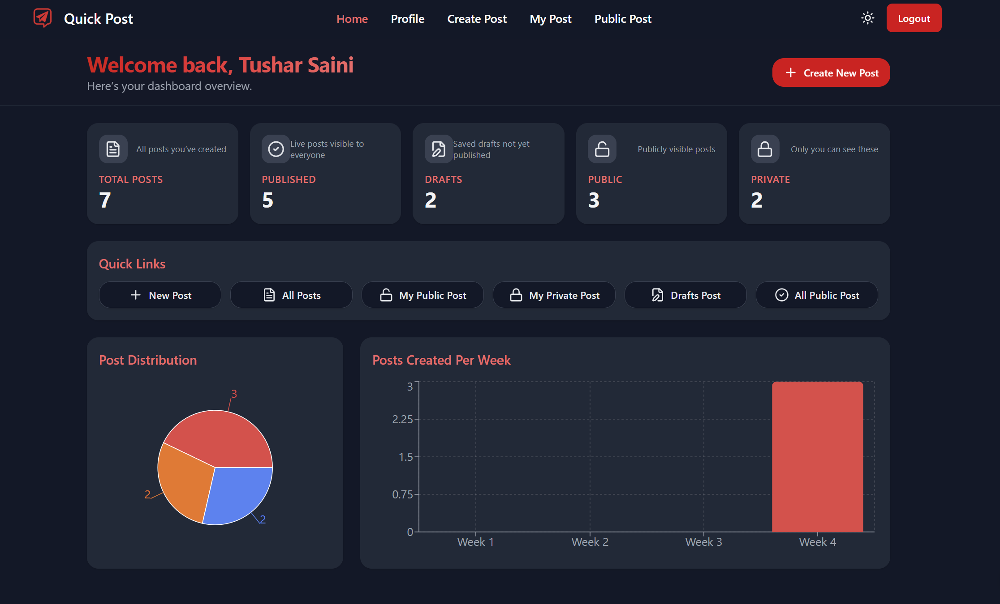 Quick Post
Home
Profile
Create Post
My Post
Public Post
Logout
Welcome back, Tushar Saini
Here’s your dashboard overview.
Create New Post
All posts you’ve created
TOTAL POSTS
7
Live posts visible to
everyone
PUBLISHED
5
Saved drafts not yet
published
DRAFTS
2
Publicly visible posts
PUBLIC
3
Only you can see these
PRIVATE
2
Quick Links
New Post
All Posts
My Public Post
My Private Post
Drafts Post
All Public Post
Post Distribution
3
2
2
Posts Created Per Week
3
2.25
1.5
0.75
0
Week 1
Week 2
Week 3
Week 4